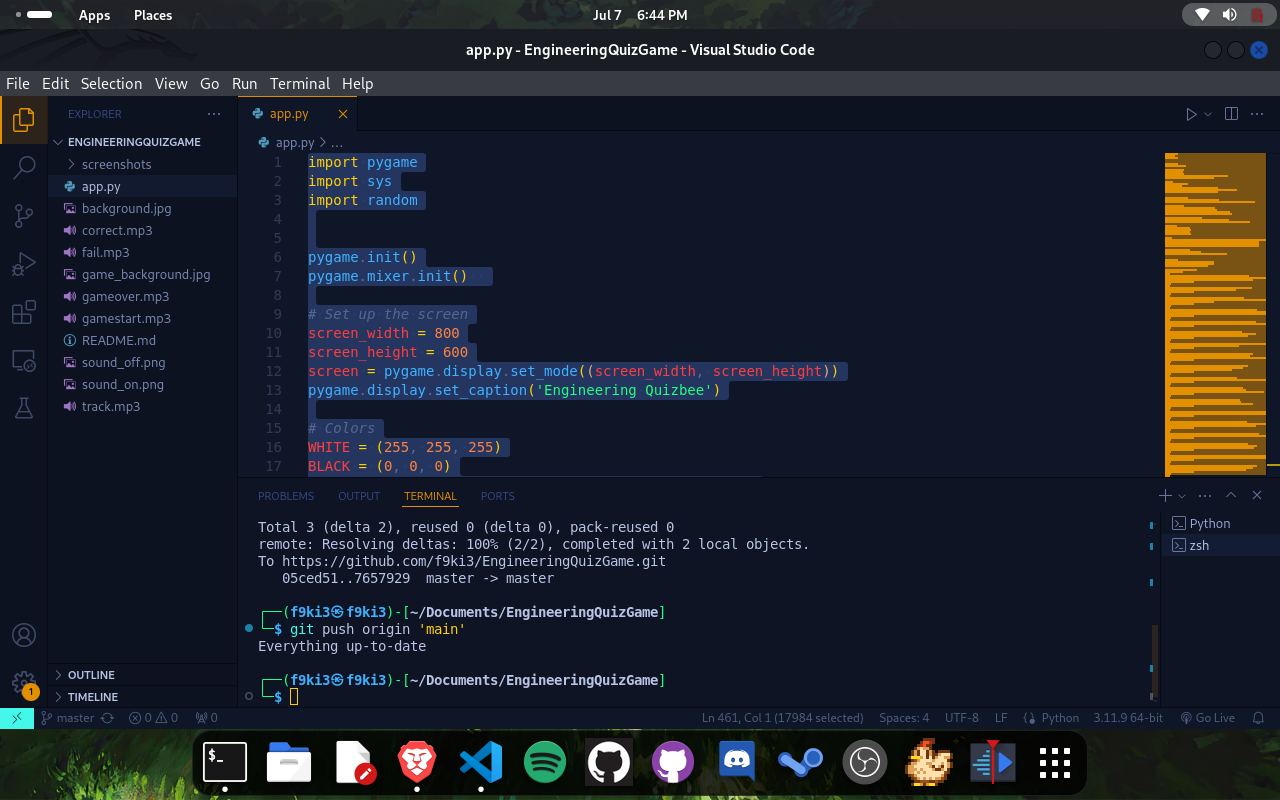 Apps Places Jul 7 6:44 PM
app.py - EngineeringQuizGame - Visual Studio Code
File Edit Selection View Go Run Terminal Help
EXPLORER
ENGINEERINGQUIZGAME
screenshots
app.py
background.jpg
correct.mp3
fail.mp3
game_background.jpg
gameover.mp3
gamestart.mp3
README.md
sound_off.png
sound_on.png
track.mp3
OUTLINE
TIMELINE
app.py
app.py > ...
1 import pygame
2 import sys
3 import random
4
5
6 pygame.init()
7 pygame.mixer.init()
8
9 # Set up the screen
10 screen_width = 800
11 screen_height = 600
12 screen = pygame.display.set_mode((screen_width, screen_height))
13 pygame.display.set_caption('Engineering Quizbee')
14
15 # Colors
16 WHITE = (255, 255, 255)
17 BLACK = (0, 0, 0)
PROBLEMS OUTPUT TERMINAL PORTS
Total 3 (delta 2), reused 0 (delta 0), pack-reused 0
remote: Resolving deltas: 100% (2/2), completed with 2 local objects.
To https://github.com/f9ki3/EngineeringQuizGame.git
05ced51..7657929 master -> master
┌──(f9ki3㉿f9ki3)-[~/Documents/EngineeringQuizGame]
└─$ git push origin 'main'
Everything up-to-date
┌──(f9ki3㉿f9ki3)-[~/Documents/EngineeringQuizGame]
└─$
Python
zsh
1
master 0 0 0 Ln 461, Col 1 (17984 selected) Spaces: 4 UTF-8 LF Python 3.11.9 64-bit Go Live
$_